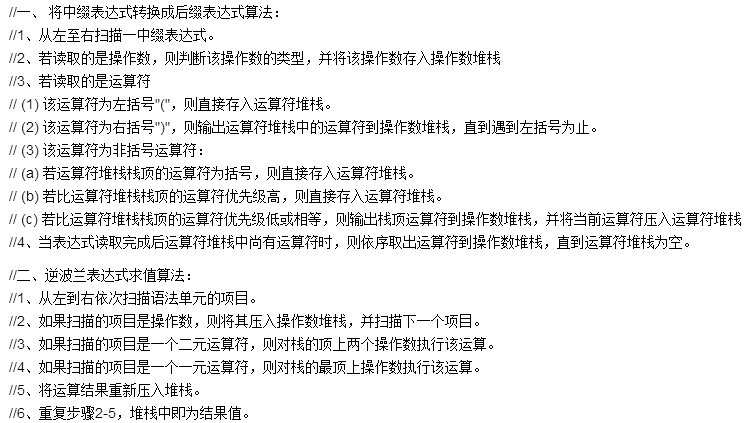 //一、 将中缀表达式转换成后缀表达式算法：
//1、从左至右扫描一中缀表达式。
//2、若读取的是操作数，则判断该操作数的类型，并将该操作数存入操作数堆栈
//3、若读取的是运算符
// (1) 该运算符为左括号"("，则直接存入运算符堆栈。
// (2) 该运算符为右括号")"，则输出运算符堆栈中的运算符到操作数堆栈，直到遇到左括号为止。
// (3) 该运算符为非括号运算符：
// (a) 若运算符堆栈栈顶的运算符为括号，则直接存入运算符堆栈。
// (b) 若比运算符堆栈栈顶的运算符优先级高，则直接存入运算符堆栈。
// (c) 若比运算符堆栈栈顶的运算符优先级低或相等，则输出栈顶运算符到操作数堆栈，并将当前运算符压入运算符堆栈
//4、当表达式读取完成后运算符堆栈中尚有运算符时，则依序取出运算符到操作数堆栈，直到运算符堆栈为空。
//二、逆波兰表达式求值算法：
//1、从左到右依次扫描语法单元的项目。
//2、如果扫描的项目是操作数，则将其压入操作数堆栈，并扫描下一个项目。
//3、如果扫描的项目是一个二元运算符，则对栈的顶上两个操作数执行该运算。
//4、如果扫描的项目是一个一元运算符，则对栈的最顶上操作数执行该运算。
//5、将运算结果重新压入堆栈。
//6、重复步骤2-5，堆栈中即为结果值。